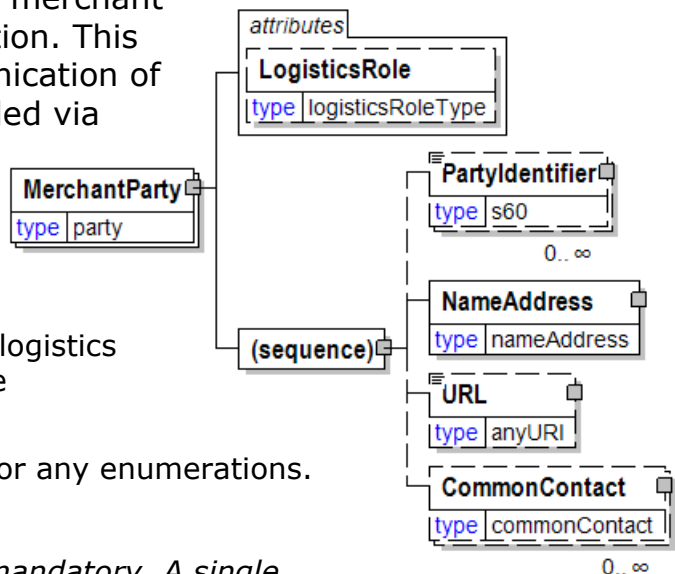 merchant
tion. This
nication of
led via
attributes
LogisticsRole
type logisticsRoleType
MerchantParty
type party
PartyIdentifier
type s60
0.. ∞
NameAddress
type nameAddress
(sequence)
URL
type anyURI
CommonContact
type commonContact
0.. ∞
logistics
e
or any enumerations.
mandatory. A single